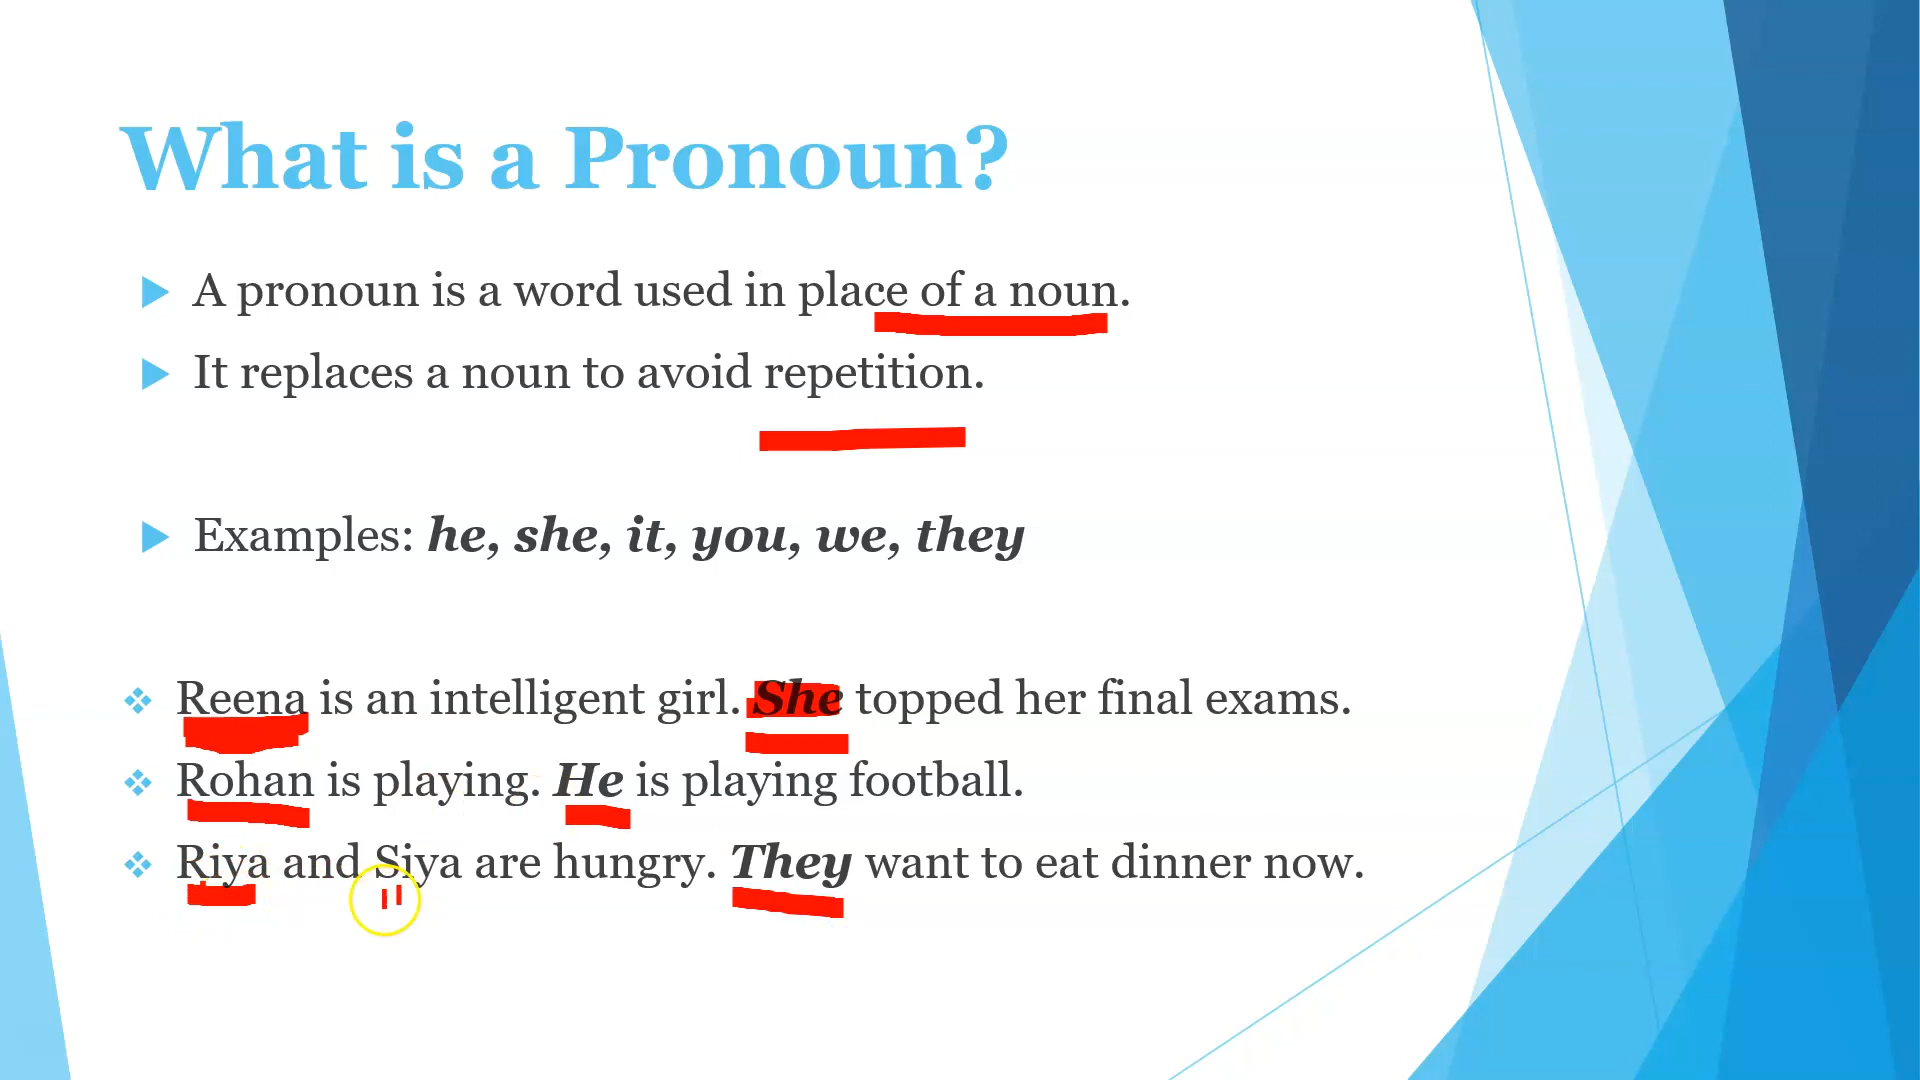 What is a Pronoun?
A pronoun is a word used in place of a noun.
It replaces a noun to avoid repetition.
Examples: he, she, it, you, we, they
Reena is an intelligent girl. She topped her final exams.
Rohan is playing. He is playing football.
Riya and Siya are hungry. They want to eat dinner now.